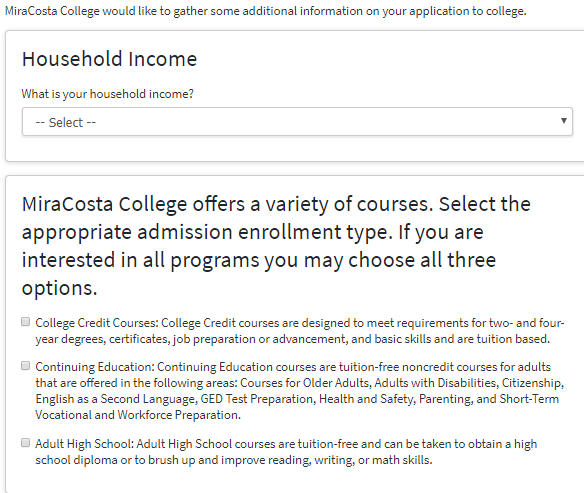 MiraCosta College would like to gather some additional information on your application to college.
Household Income
What is your household income?
-- Select --
MiraCosta College offers a variety of courses. Select the
appropriate admission enrollment type. If you are
interested in all programs you may choose all three
options.
College Credit Courses: College Credit courses are designed to meet requirements for two- and four-
year degrees, certificates, job preparation or advancement, and basic skills and are tuition based.
Continuing Education: Continuing Education courses are tuition-free noncredit courses for adults
that are offered in the following areas: Courses for Older Adults, Adults with Disabilities, Citizenship,
English as a Second Language, GED Test Preparation, Health and Safety, Parenting, and Short-Term
Vocational and Workforce Preparation.
Adult High School: Adult High School courses are tuition-free and can be taken to obtain a high
school diploma or to brush up and improve reading, writing, or math skills.